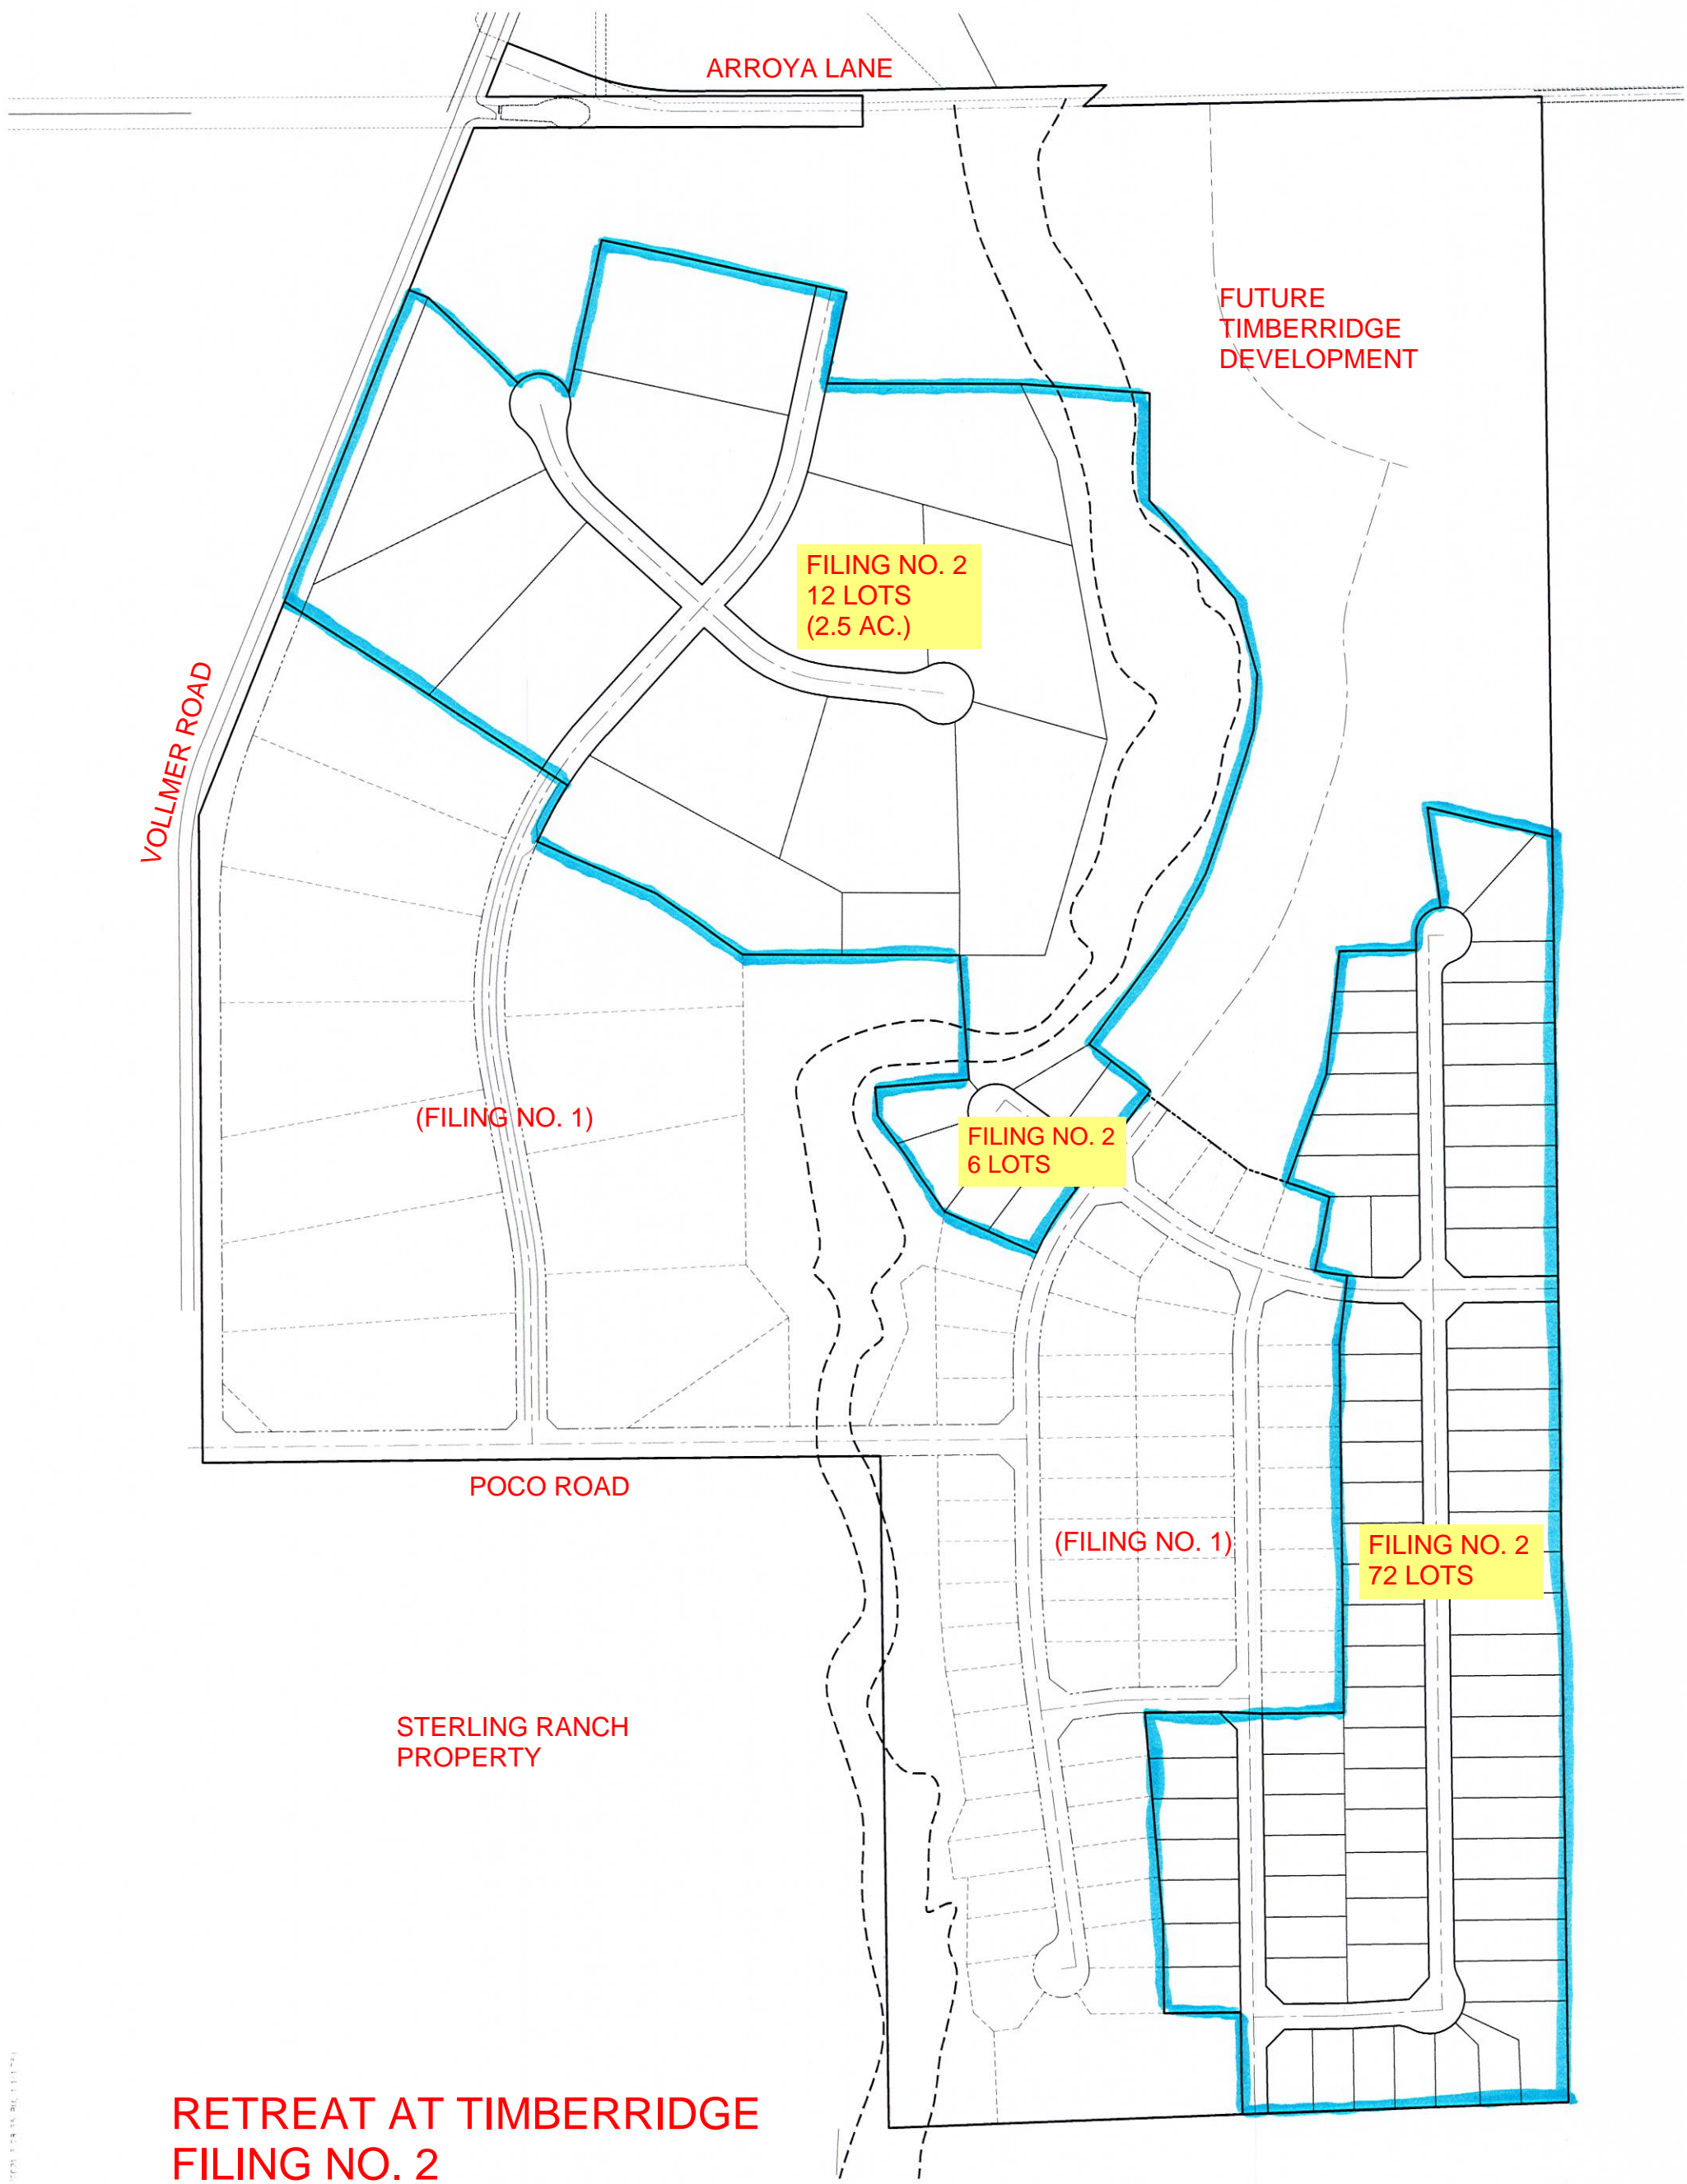 ARROYA LANE
FUTURE
TIMBERRIDGE
DEVELOPMENT
FILING NO. 2
12 LOTS
(2.5 AC.)
VOLLMER ROAD
(FILING NO. 1)
FILING NO. 2
6 LOTS
POCO ROAD
(FILING NO. 1)
FILING NO. 2
72 LOTS
STERLING RANCH
PROPERTY
RETREAT AT TIMBERRIDGE
FILING NO. 2